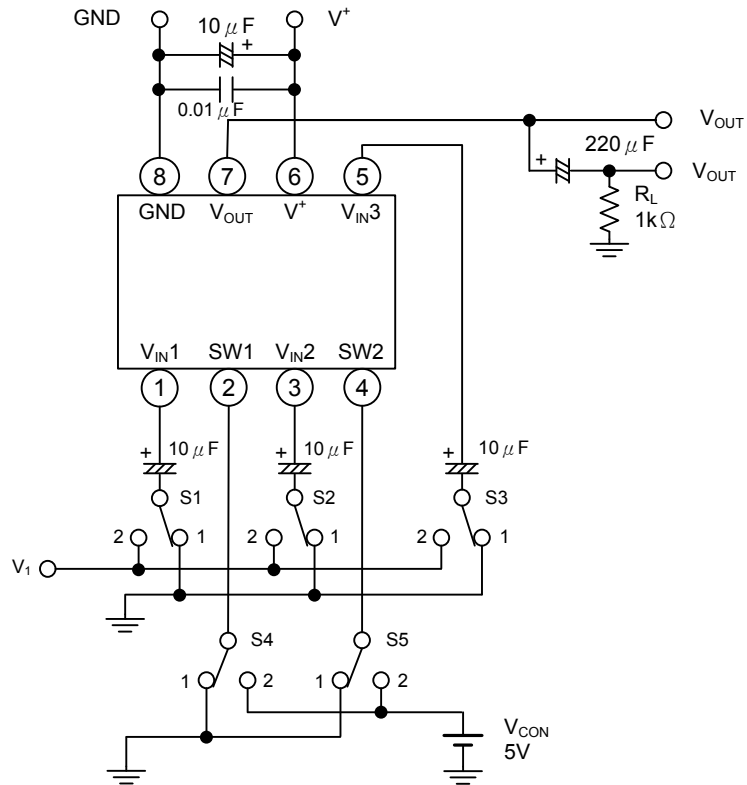 GND
10 μF
V+
+
0.01 μF
VOUT
220 μF
+
VOUT
RL
1kΩ
8
7
6
5
GND
VOUT
V+
VIN3
VIN1
SW1
VIN2
SW2
1
2
3
4
+
10 μF
+
10 μF
+
10 μF
S1
S2
S3
2
1
2
1
2
1
V1
S4
S5
1
2
1
2
VCON
5V